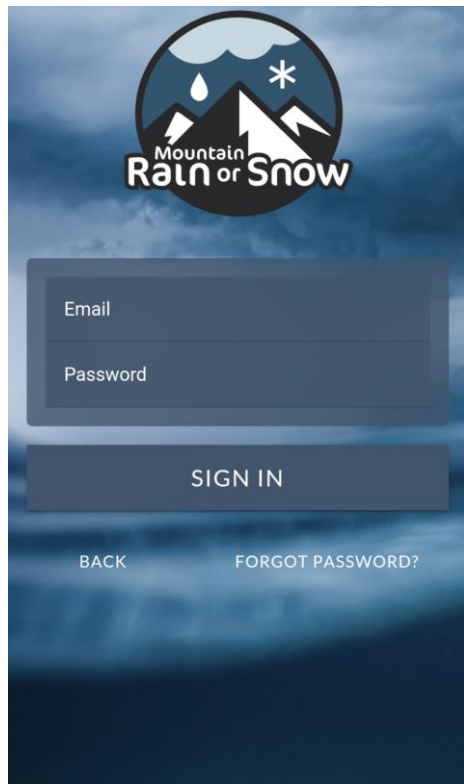 Mountain
Rain or Snow
Email
Password
SIGN IN
BACK FORGOT PASSWORD?